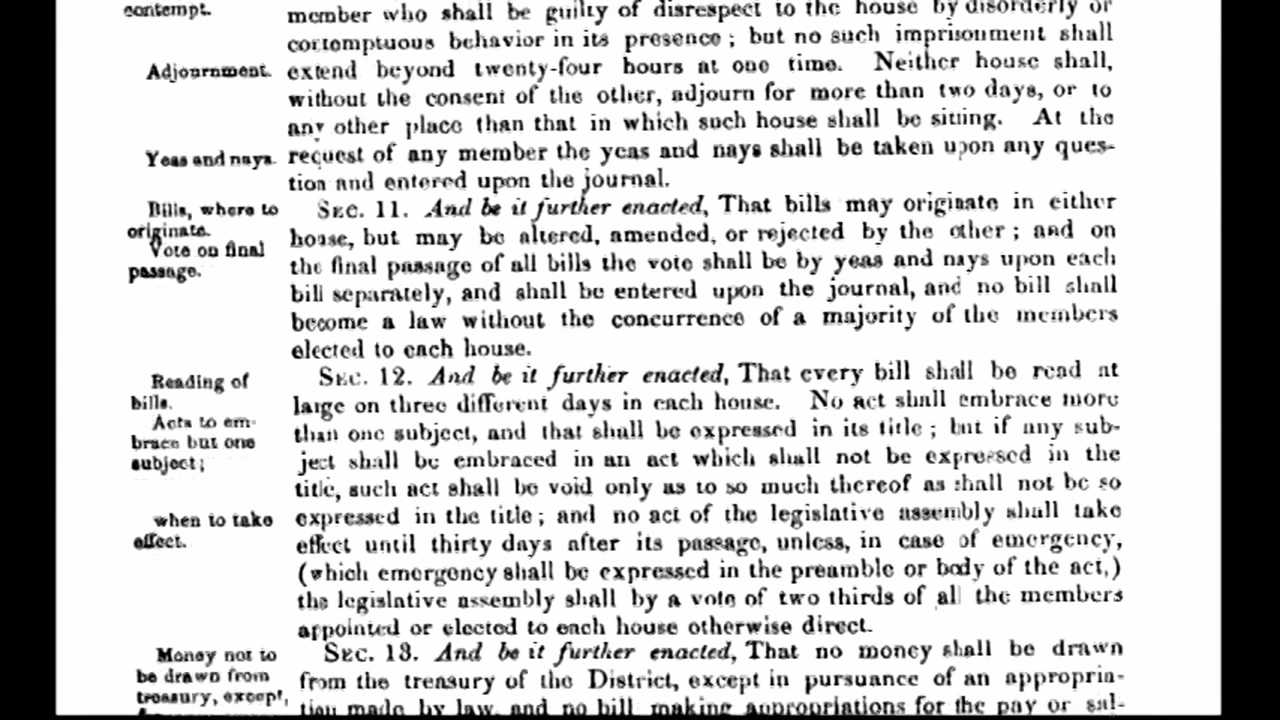 contempt.
member who shall be guilty of disrespect to the house by disorderly or
contemptuous behavior in its presence; but no such imprisonment shall
Adjournment.
extend beyond twenty-four hours at one time. Neither house shall,
without the consent of the other, adjourn for more than two days, or to
any other place than that in which such house shall be sitting. At the
Yeas and nays.
request of any member the yeas and nays shall be taken upon any ques-
tion and entered upon the journal.
Bills, where to
originate.
Vote on final
passage.
SEC. 11. And be it further enacted, That bills may originate in either
house, but may be altered, amended, or rejected by the other; and on
the final passage of all bills the vote shall be by yeas and nays upon each
bill separately, and shall be entered upon the journal, and no bill shall
become a law without the concurrence of a majority of the members
elected to each house.
Reading of
bills.
Acts to em-
brace but one
subject;
when to take
effect.
SEC. 12. And be it further enacted, That every bill shall be read at
large on three different days in each house. No act shall embrace more
than one subject, and that shall be expressed in its title; but if any sub-
ject shall be embraced in an act which shall not be expressed in the
title, such act shall be void only as to so much thereof as shall not be so
expressed in the title; and no act of the legislative assembly shall take
effect until thirty days after its passage, unless, in case of emergency,
(which emergency shall be expressed in the preamble or body of the act,)
the legislative assembly shall by a vote of two thirds of all the members
appointed or elected to each house otherwise direct.
Money not to
be drawn from
treasury, except,
SEC. 13. And be it further enacted, That no money shall be drawn
from the treasury of the District, except in pursuance of an appropria-
tion made by law, and no bill making appropriations for the pay or sal-